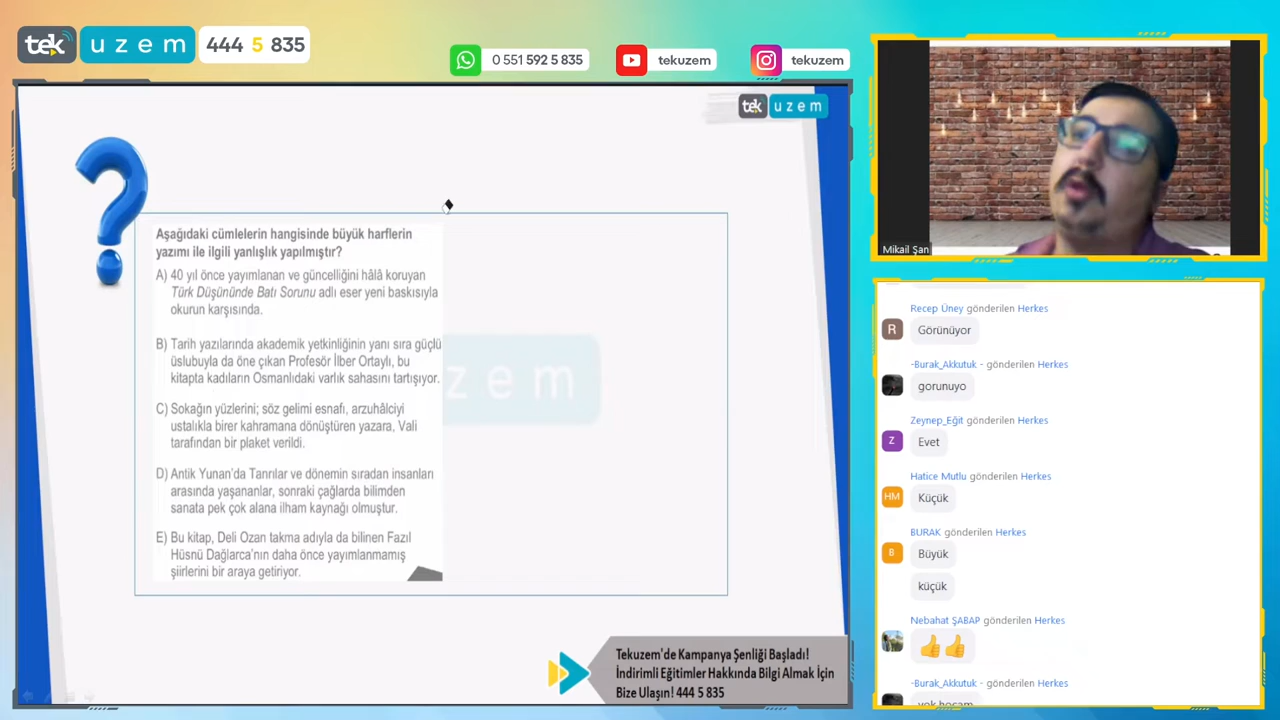 tek uzem 444 5 835
0 551 592 5 835
tekuzem
tekuzem
tek uzem
Aşağıdaki cümlelerin hangisinde büyük harflerin
yazımı ile ilgili yanlışlık yapılmıştır?
A) 40 yıl önce yayımlanan ve güncelliğini hâlâ koruyan
Türk Düşününde Batı Sorunu adlı eser yeni baskısıyla
okurun karşısında.
B) Tarih yazılarında akademik yetkinliğinin yanı sıra güçlü
üslubuyla da öne çıkan Profesör İlber Ortaylı, bu
kitapta kadıların Osmanlıdaki varlık sahasını tartışıyor.
C) Sokağın yüzlerini; söz gelimi esnafı, arzuhâlciyi
ustalıkla birer kahramana dönüştüren yazara, Vali
tarafından bir plaket verildi.
D) Antik Yunan'da Tanrılar ve dönemin sıradan insanları
arasında yaşananlar, sonraki çağlarda bilimden
sanata pek çok alana ilham kaynağı olmuştur.
E) Bu kitap, Deli Ozan takma adıyla da bilinen Fazıl
Hüsnü Dağlarca'nın daha önce yayımlanmamış
şiirlerini bir araya getiriyor.
zem
Tekuzem'de Kampanya Şenliği Başladı!
İndirimli Eğitimler Hakkında Bilgi Almak İçin
Bize Ulaşın! 444 5 835
Mikail Şan
Recep Üney gönderilen Herkes
R
Görünüyor
-Burak_Akkutuk - gönderilen Herkes
gorunuyo
Zeynep_Eğit gönderilen Herkes
Z
Evet
Hatice Mutlu gönderilen Herkes
HM
Küçük
BURAK gönderilen Herkes
B
Büyük
küçük
Nebahat ŞABAP gönderilen Herkes
-Burak_Akkutuk - gönderilen Herkes
yok hocam